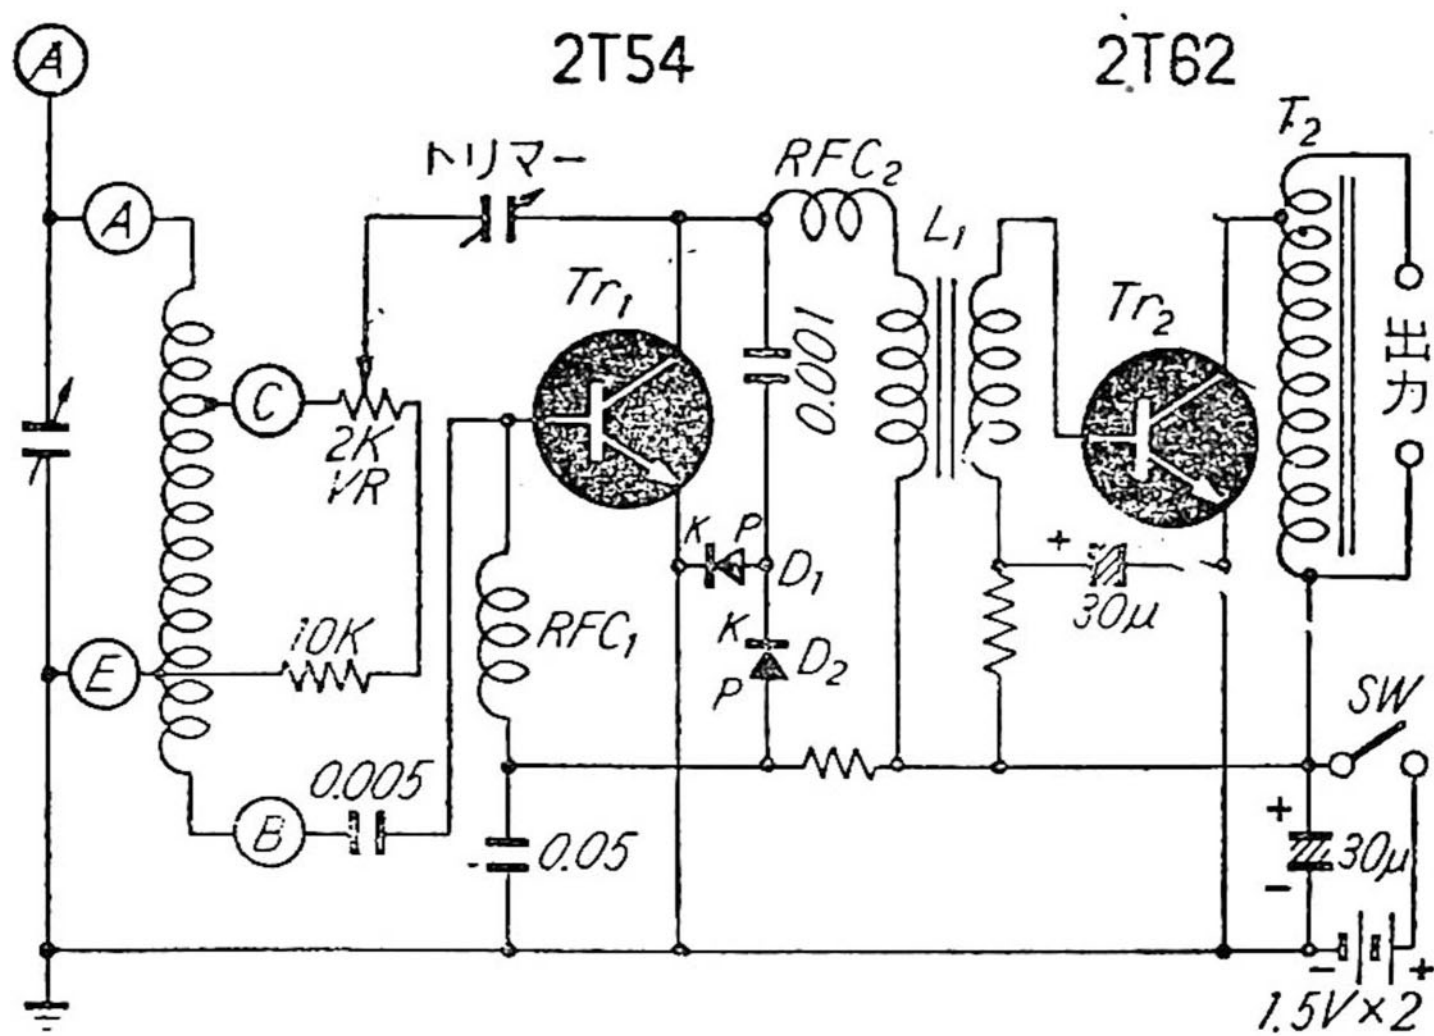 2T54
2T62
A
トリマー
RFC₂
T₂
A
L₁
Tr₁
Tr₂
0.001
出力
C
2K
VR
K P
D₁
+
30μ
10K
RFC₁
K
D₂
P
E
SW
0.005
B
0.05
+
30μ
−
− +
1.5V×2